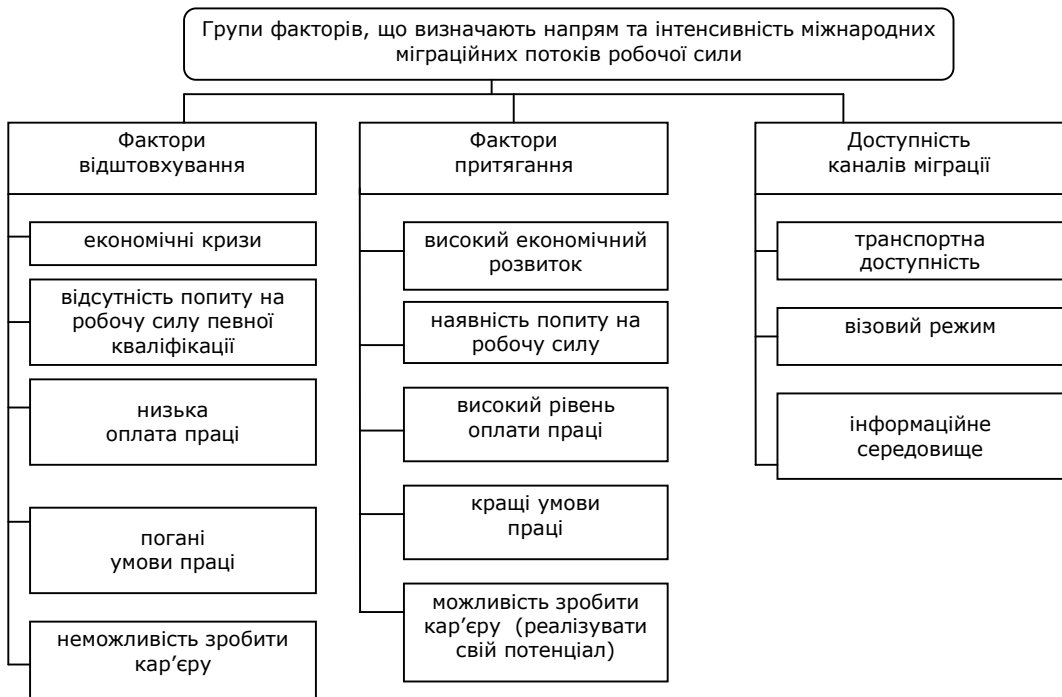 Групи факторів, що визначають напрям та інтенсивність міжнародних
міграційних потоків робочої сили
Фактори
відштовхування
економічні кризи
відсутність попиту на
робочу силу певної
кваліфікації
низька
оплата праці
погані
умови праці
неможливість зробити
кар’єру
Фактори
притягання
високий економічний
розвиток
наявність попиту на
робочу силу
високий рівень
оплати праці
кращі умови
праці
можливість зробити
кар’єру (реалізувати
свій потенціал)
Доступність
каналів міграції
транспортна
доступність
візовий режим
інформаційне
середовище